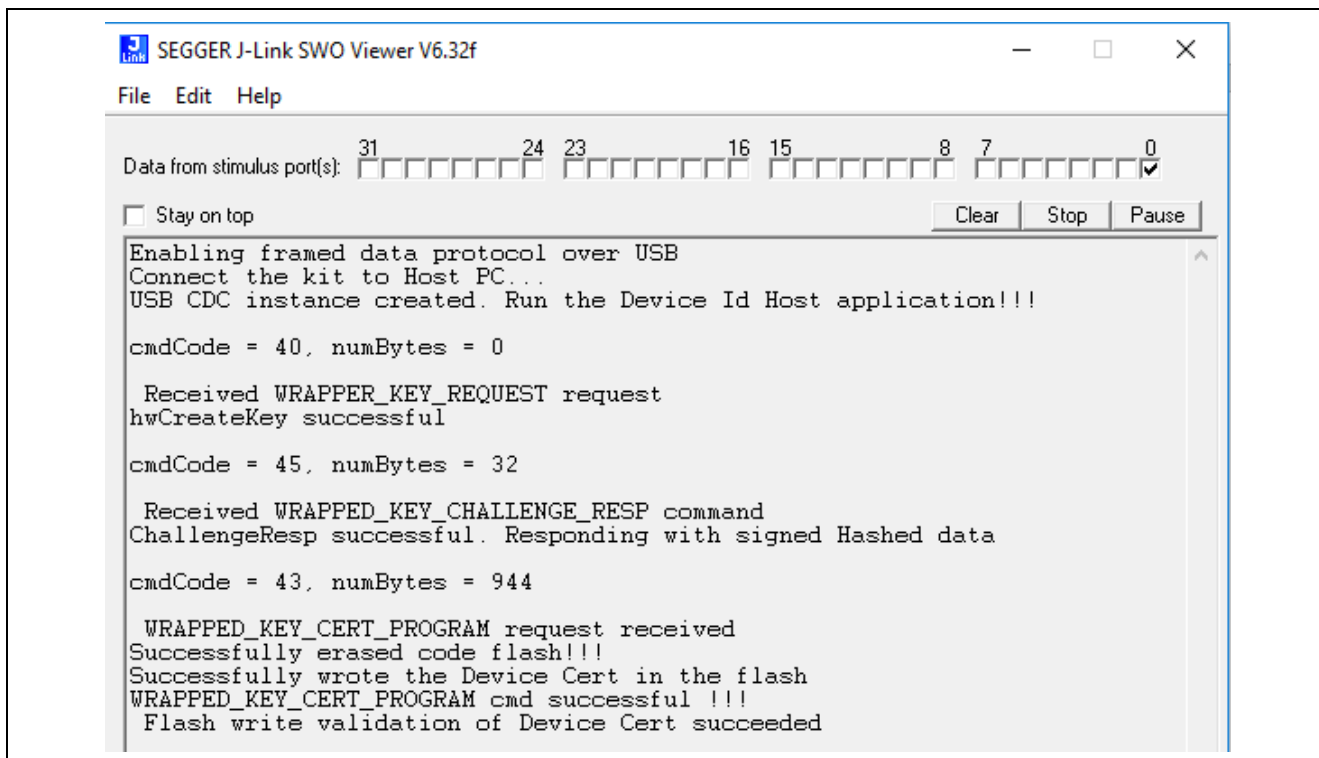 J Link SEGGER J-Link SWO Viewer V6.32f
File Edit Help
31 24 23 16 15 8 7 0
Data from stimulus port(s):
Stay on top Clear Stop Pause
Enabling framed data protocol over USB
Connect the kit to Host PC...
USB CDC instance created. Run the Device Id Host application!!!
cmdCode = 40, numBytes = 0
Received WRAPPER_KEY_REQUEST request
hwCreateKey successful
cmdCode = 45, numBytes = 32
Received WRAPPED_KEY_CHALLENGE_RESP command
ChallengeResp successful. Responding with signed Hashed data
cmdCode = 43, numBytes = 944
WRAPPED_KEY_CERT_PROGRAM request received
Successfully erased code flash!!!
Successfully wrote the Device Cert in the flash
WRAPPED_KEY_CERT_PROGRAM cmd successful !!!
Flash write validation of Device Cert succeeded